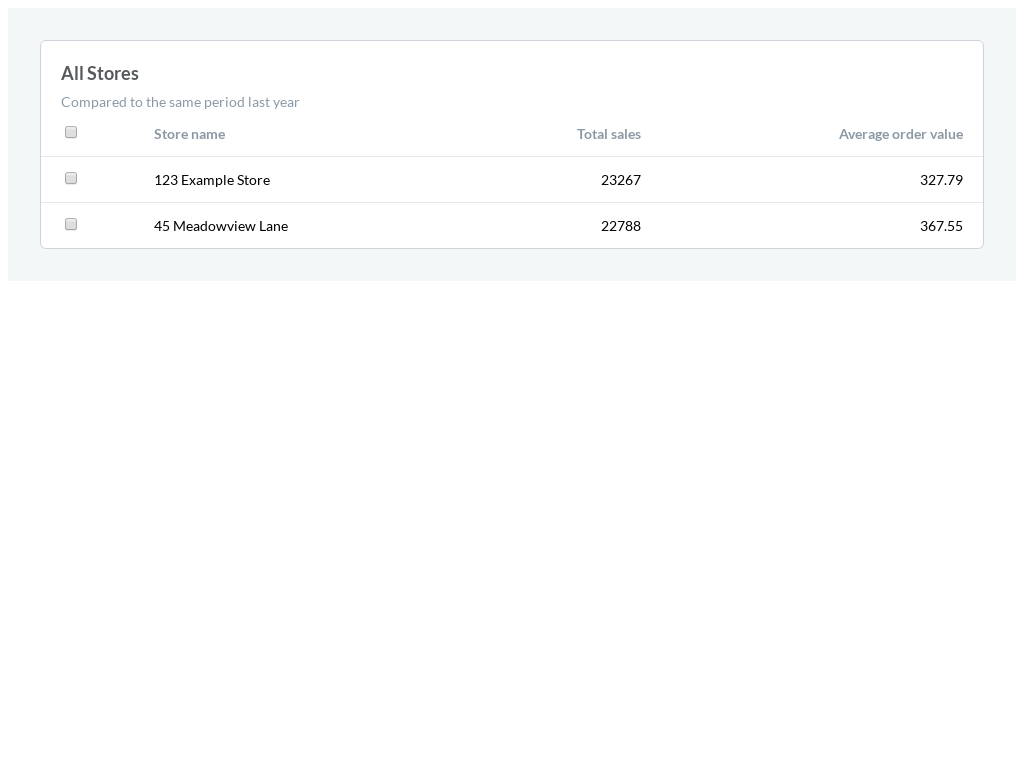 All Stores
Compared to the same period last year
Store name Total sales Average order value
123 Example Store 23267 327.79
45 Meadowview Lane 22788 367.55